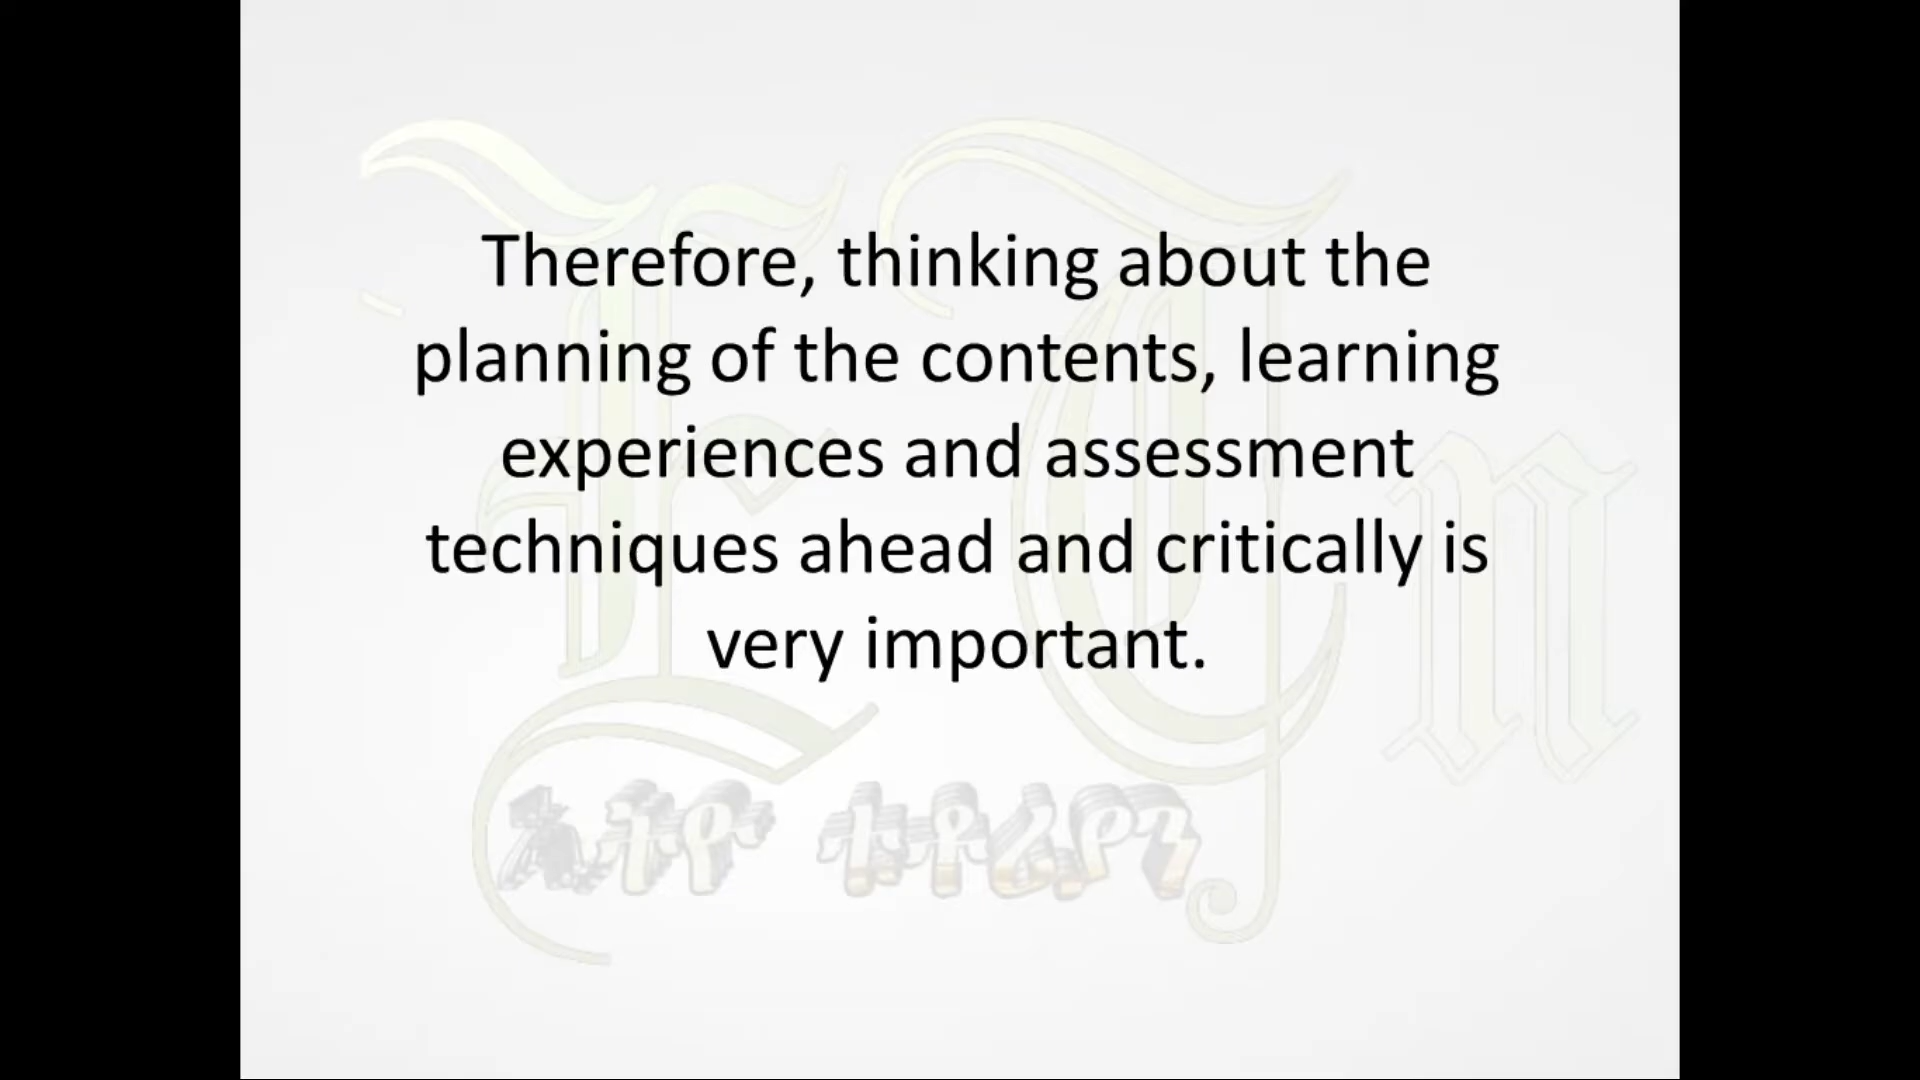 Therefore, thinking about the
planning of the contents, learning
experiences and assessment
techniques ahead and critically is
very important.